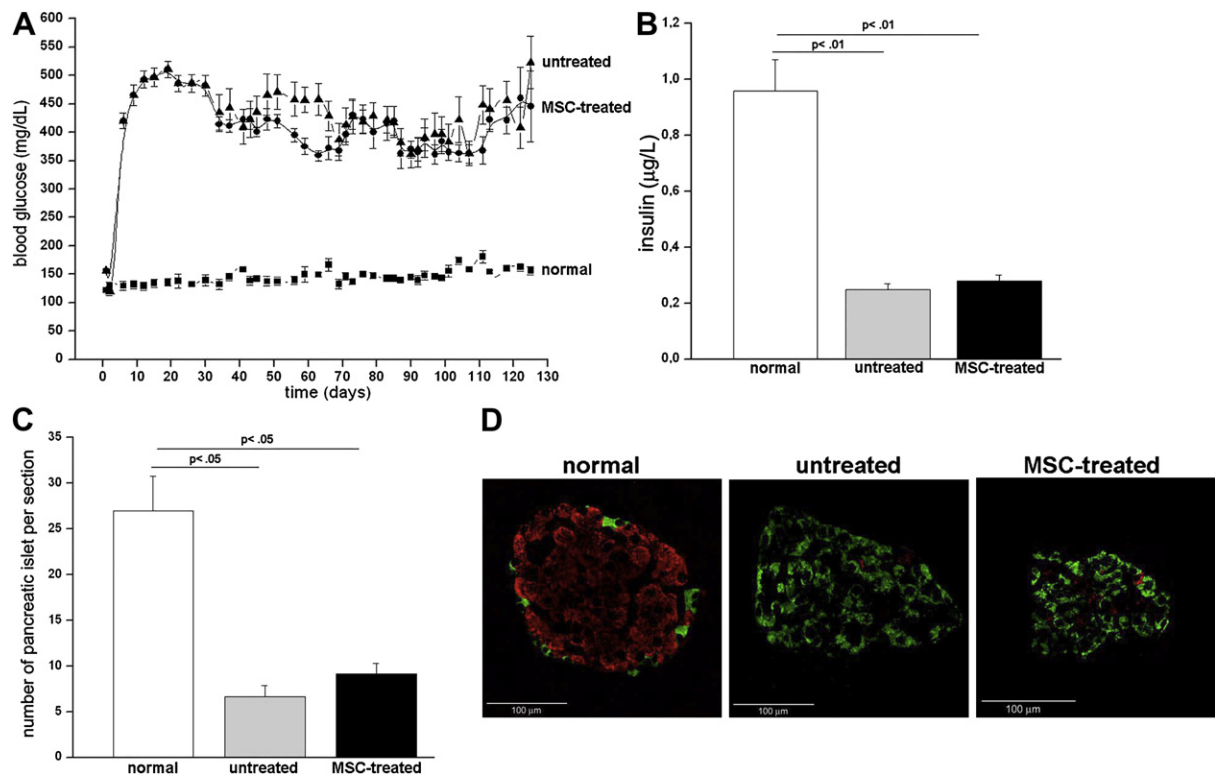 A
blood glucose (mg/dL)
600
550
500
450
400
350
300
250
200
150
100
50
0
0 10 20 30 40 50 60 70 80 90 100 110 120 130
time (days)
untreated
MSC-treated
normal
B
insulin (µg/L)
1,2
1,0
0,8
0,6
0,4
0,2
0,0
p< .01
p< .01
normal untreated MSC-treated
C
number of pancreatic islet per section
35
30
25
20
15
10
5
0
p< .05
p< .05
normal untreated MSC-treated
D
normal untreated MSC-treated
100 µm 100 µm 100 µm